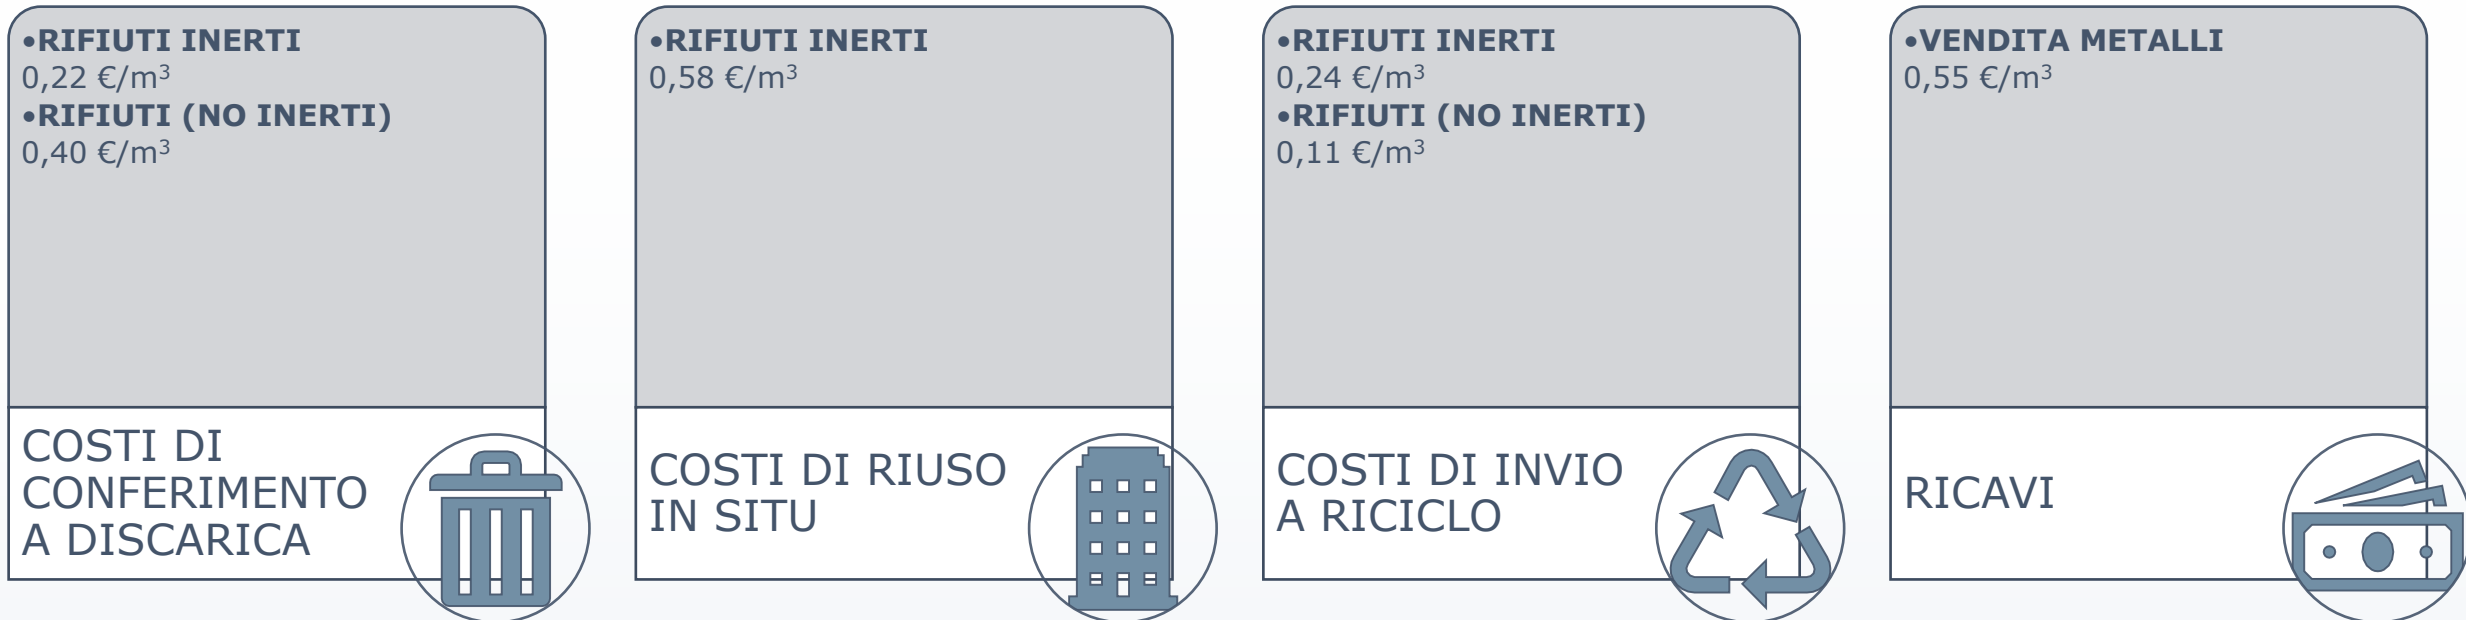 •RIFIUTI INERTI
0,22 €/m³
•RIFIUTI (NO INERTI)
0,40 €/m³
COSTI DI
CONFERIMENTO
A DISCARICA
•RIFIUTI INERTI
0,58 €/m³
COSTI DI RIUSO
IN SITU
•RIFIUTI INERTI
0,24 €/m³
•RIFIUTI (NO INERTI)
0,11 €/m³
COSTI DI INVIO
A RICICLO
•VENDITA METALLI
0,55 €/m³
RICAVI